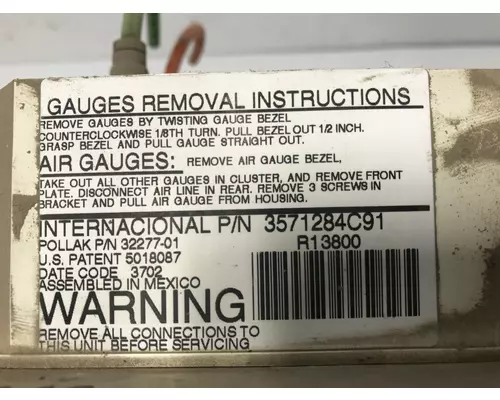 GAUGES REMOVAL INSTRUCTIONS
REMOVE GAUGES BY TWISTING GAUGE BEZEL
COUNTERCLOCKWISE 1/8TH TURN. PULL BEZEL OUT 1/2 INCH.
GRASP BEZEL AND PULL GAUGE STRAIGHT OUT.
AIR GAUGES: REMOVE AIR GAUGE BEZEL,
TAKE OUT ALL OTHER GAUGES IN CLUSTER, AND REMOVE FRONT
PLATE. DISCONNECT AIR LINE IN REAR. REMOVE 3 SCREWS IN
BRACKET AND PULL AIR GAUGE FROM HOUSING.
INTERNACIONAL P/N 3571284C91
POLLAK P/N 32277-01 R13800
U.S. PATENT 5018087
DATE CODE 3702
ASSEMBLED IN MEXICO
WARNING
REMOVE ALL CONNECTIONS TO
THIS UNIT BEFORE SERVICING